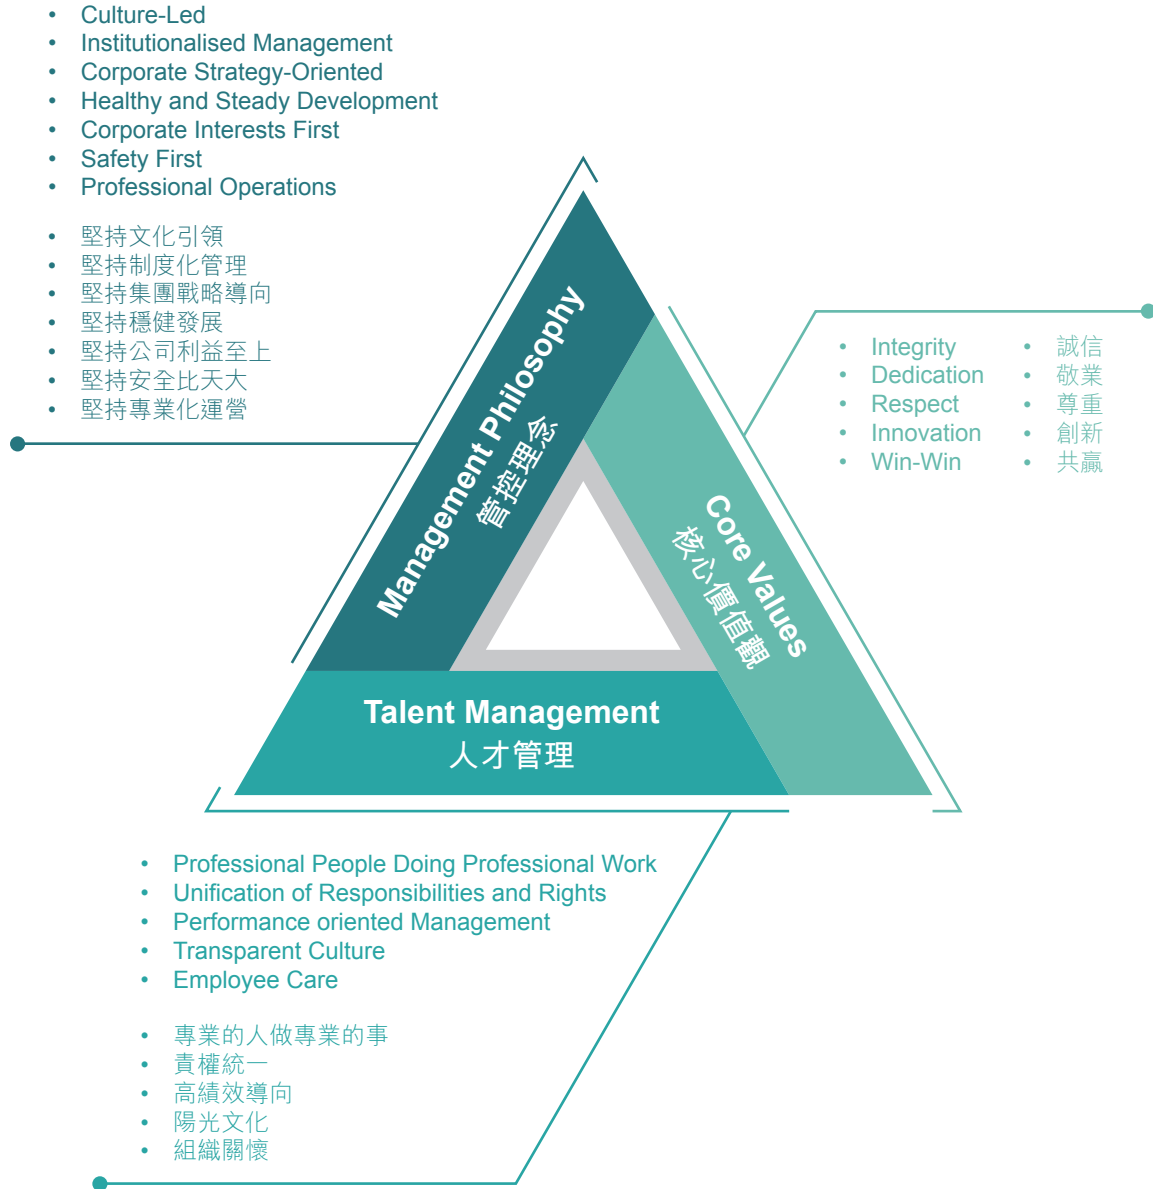 Culture-Led
Institutionalised Management
Corporate Strategy-Oriented
Healthy and Steady Development
Corporate Interests First
Safety First
Professional Operations
堅持文化引領
堅持制度化管理
堅持集團戰略導向
堅持穩健發展
堅持公司利益至上
堅持安全比天大
堅持專業化運營
Management Philosophy
管控理念
Integrity
Dedication
Respect
Innovation
Win-Win
誠信
敬業
尊重
創新
共贏
Core Values
核心價值觀
Talent Management
人才管理
Professional People Doing Professional Work
Unification of Responsibilities and Rights
Performance oriented Management
Transparent Culture
Employee Care
專業的人做專業的事
責權統一
高績效導向
陽光文化
組織關懷